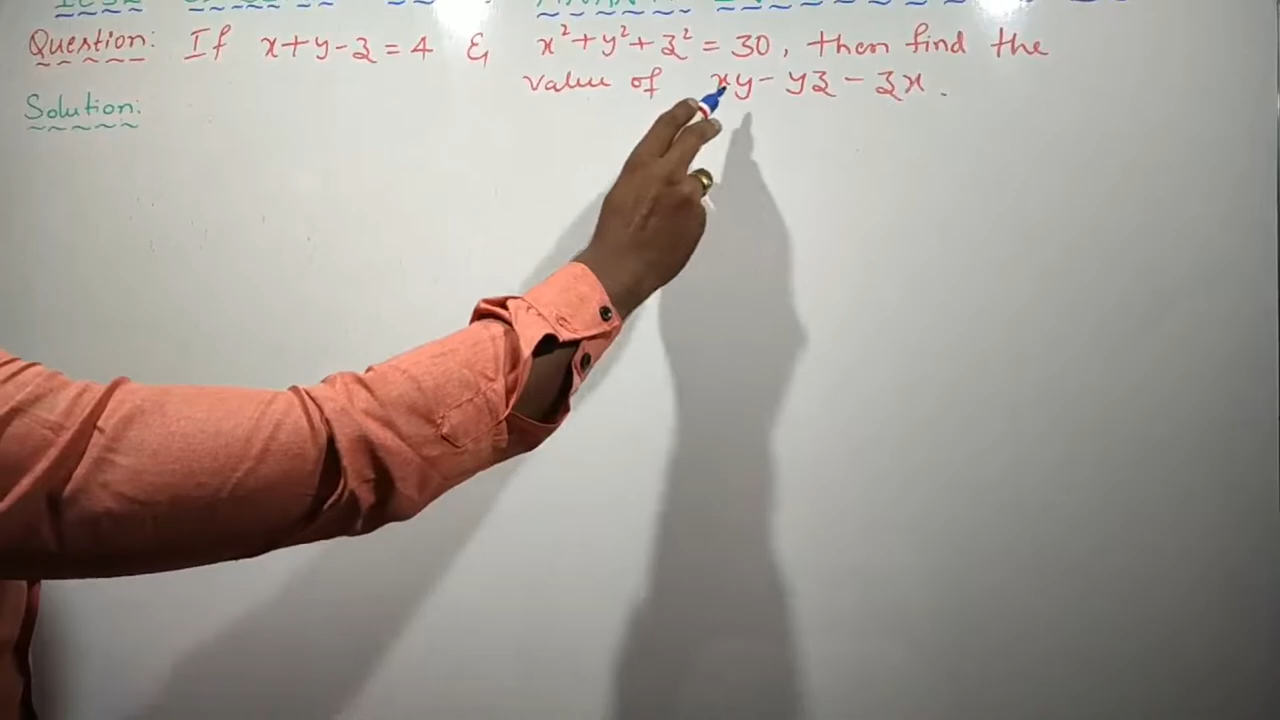 Question: If x+y-z=4 & x²+y²+z²=30, then find the
value of xy-yz-zx.
Solution: